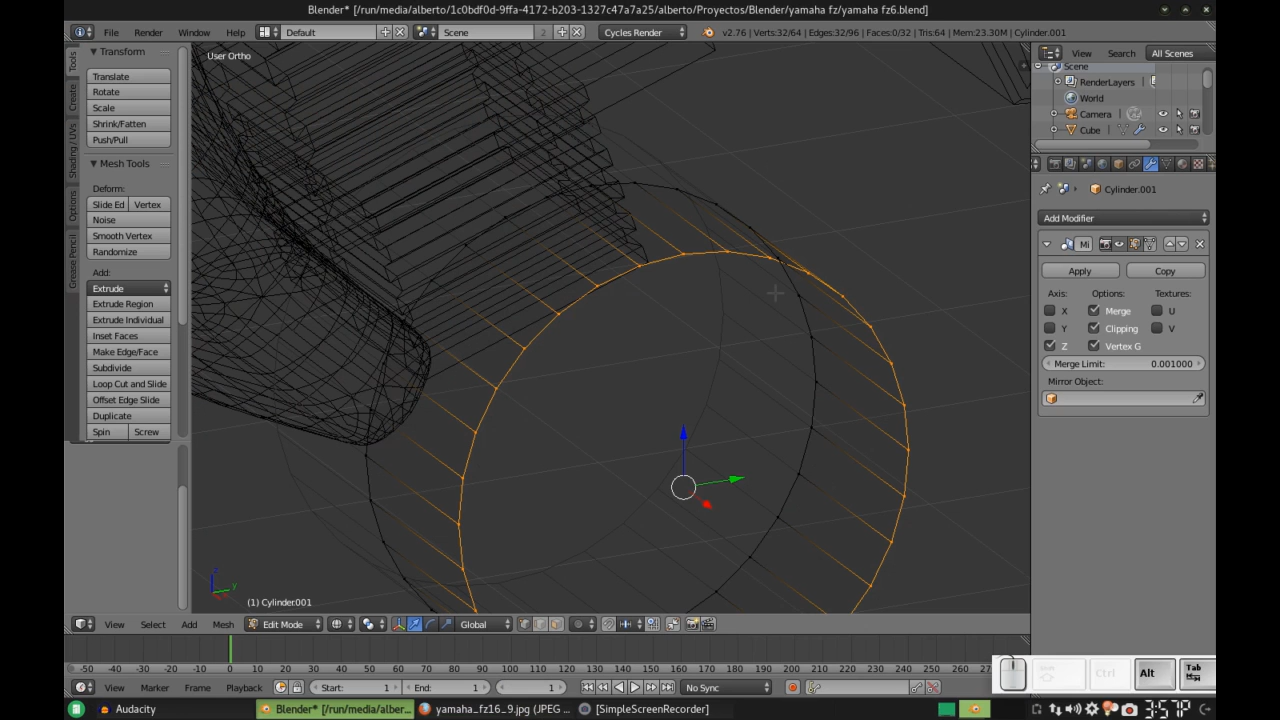 Blender* [/run/media/alberto/1c0bdf0d-9ffa-4172-b203-1327c47a7a25/alberto/Proyectos/Blender/yamaha fz/yamaha fz6.blend]
File Render Window Help Default Scene 2 Cycles Render v2.76 | Verts:32/64 | Edges:32/96 | Faces:0/32 | Tris:64 | Mem:23.30M | Cylinder.001
Tools
Create
Shading / UVs
Options
Grease Pencil
Transform
Translate
Rotate
Scale
Shrink/Fatten
Push/Pull
Mesh Tools
Deform:
Slide Ed Vertex
Noise
Smooth Vertex
Randomize
Add:
Extrude
Extrude Region
Extrude Individual
Inset Faces
Make Edge/Face
Subdivide
Loop Cut and Slide
Offset Edge Slide
Duplicate
Spin Screw
User Ortho
z
y
(1) Cylinder.001
View Search All Scenes
Scene
RenderLayers
World
Camera
Cube
Cylinder.001
Add Modifier
Mi
Apply Copy
Axis: Options: Textures:
X Merge U
Y Clipping V
Z Vertex G
Merge Limit: 0.001000
Mirror Object:
View Select Add Mesh Edit Mode Global
-50 -40 -30 -20 -10 0 10 20 30 40 50 60 70 80 90 100 110 120 130 140 150 160 170 180 190 200 210 220 230 240 250 260
Ctrl Alt Tab
View Marker Frame Playback Start: 1 End: 1 1 No Sync
Audacity Blender* [/run/media/alber... yamaha_fz16_...9.jpg (JPEG ... [SimpleScreenRecorder] 3:57P